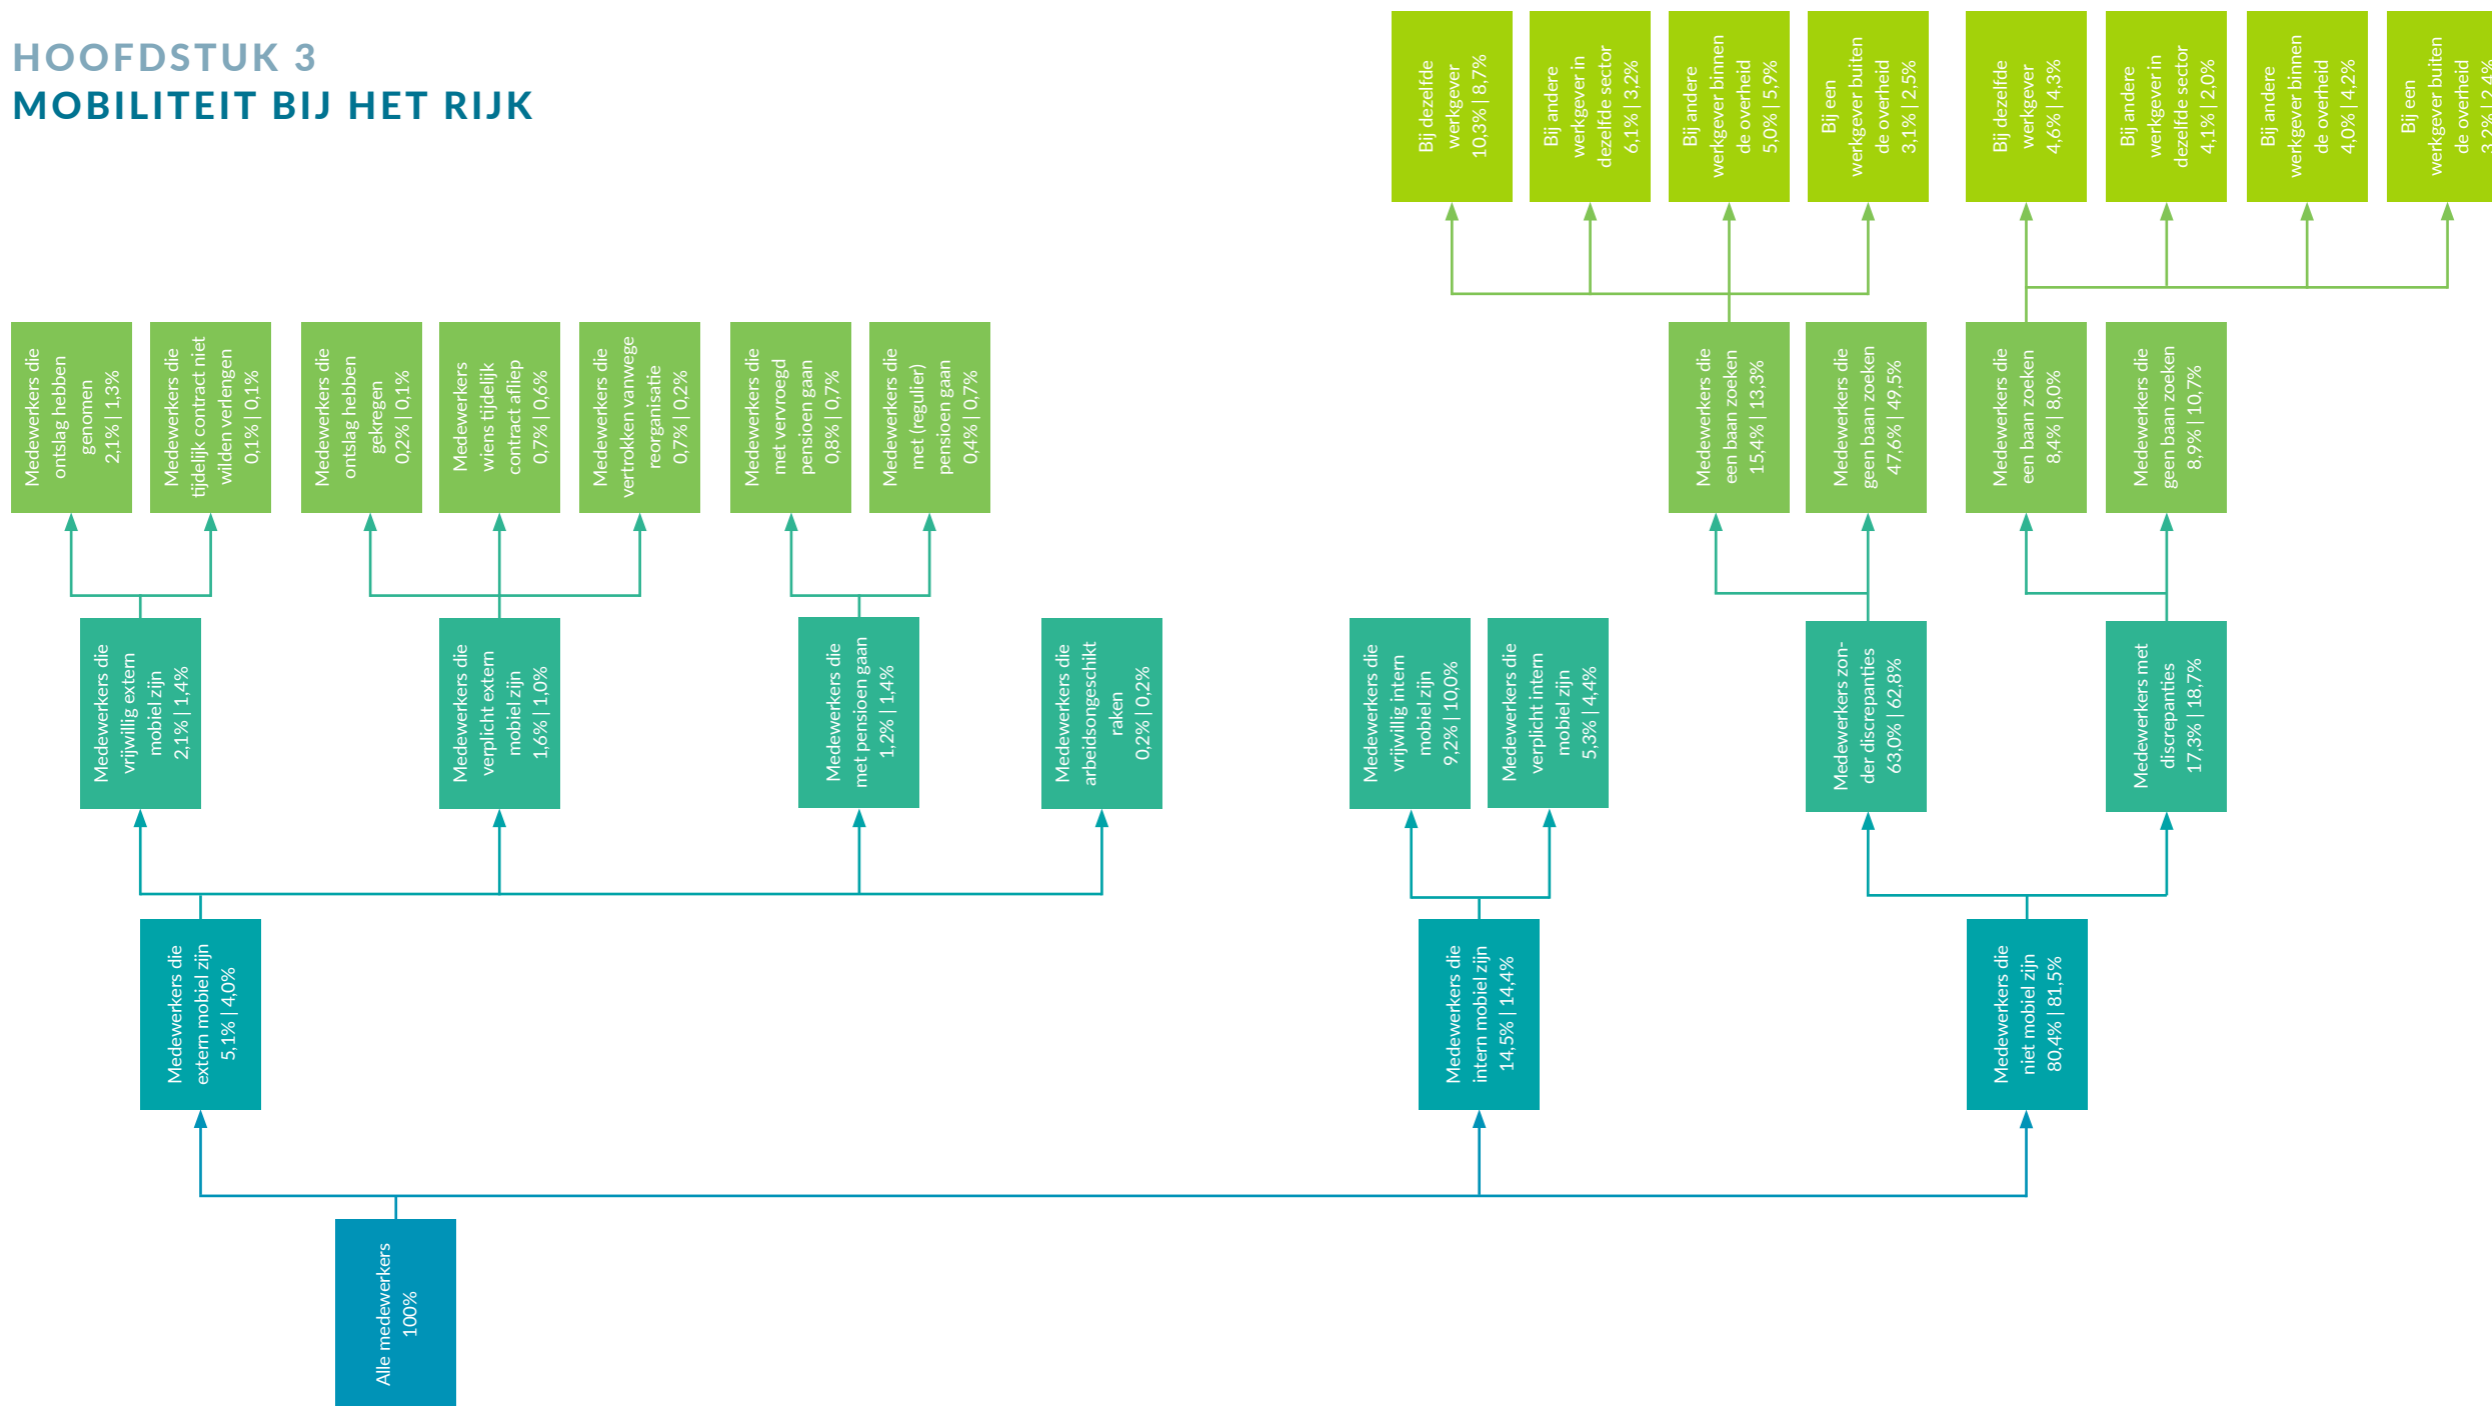 HOOFDSTUK 3
MOBILITEIT BIJ HET RIJK
Bij dezelfde
werkgever
10,3% | 8,7%
Bij andere
werkgever in
dezelfde sector
6,1% | 3,2%
Bij andere
werkgever binnen
de overheid
5,0% | 5,9%
Bij een
werkgever buiten
de overheid
3,1% | 2,5%
Bij dezelfde
werkgever
4,6% | 4,3%
Bij andere
werkgever in
dezelfde sector
4,1% | 2,0%
Bij andere
werkgever binnen
de overheid
4,0% | 4,2%
Bij een
werkgever buiten
de overheid
3,2% | 2,4%
Medewerkers die
ontslag hebben
genomen
2,1% | 1,3%
Medewerkers die
tijdelijk contract niet
wilden verlengen
0,1% | 0,1%
Medewerkers die
ontslag hebben
gekregen
0,2% | 0,1%
Medewerkers
wiens tijdelijk
contract afliep
0,7% | 0,6%
Medewerkers die
vertrokken vanwege
reorganisatie
0,7% | 0,2%
Medewerkers die
met vervroegd
pensioen gaan
0,8% | 0,7%
Medewerkers die
met (regulier)
pensioen gaan
0,4% | 0,7%
Medewerkers die
een baan zoeken
15,4% | 13,3%
Medewerkers die
geen baan zoeken
47,6% | 49,5%
Medewerkers die
een baan zoeken
8,4% | 8,0%
Medewerkers die
geen baan zoeken
8,9% | 10,7%
Medewerkers die
vrijwillig extern
mobiel zijn
2,1% | 1,4%
Medewerkers die
verplicht extern
mobiel zijn
1,6% | 1,0%
Medewerkers die
met pensioen gaan
1,2% | 1,4%
Medewerkers die
arbeidsongeschikt
raken
0,2% | 0,2%
Medewerkers die
vrijwillig intern
mobiel zijn
9,2% | 10,0%
Medewerkers die
verplicht intern
mobiel zijn
5,3% | 4,4%
Medewerkers zon-
der discrepanties
63,0% | 62,8%
Medewerkers met
discrepanties
17,3% | 18,7%
Medewerkers die
extern mobiel zijn
5,1% | 4,0%
Medewerkers die
intern mobiel zijn
14,5% | 14,4%
Medewerkers die
niet mobiel zijn
80,4% | 81,5%
Alle medewerkers
100%